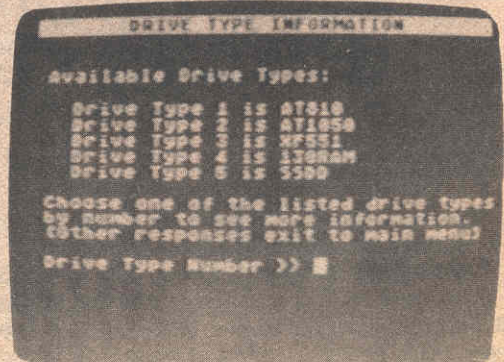 DRIVE TYPE INFORMATION
Available Drive Types:
Drive Type 1 is AT810
Drive Type 2 is AT1050
Drive Type 3 is XF551
Drive Type 4 is 130RAM
Drive Type 5 is
Choose one of the listed drive types
by number to see more information.
(Other responses exit to main menu)
Drive Type Number >>